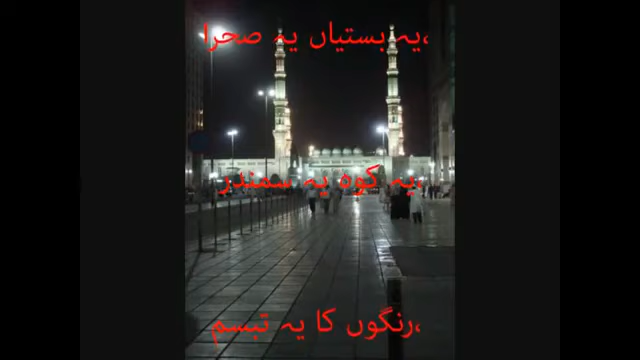 یہ بستیاں یہ صحرا،
یہ کوہ یہ سمندر،
رنگوں کا یہ تبسم،